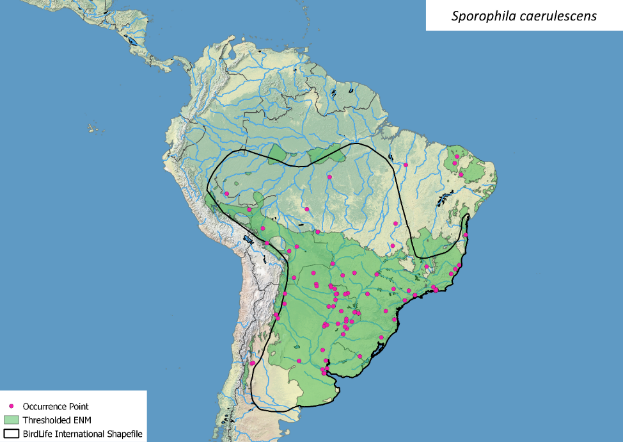 Sporophila caerulescens
Occurrence Point
Thresholded ENM
BirdLife International Shapefile